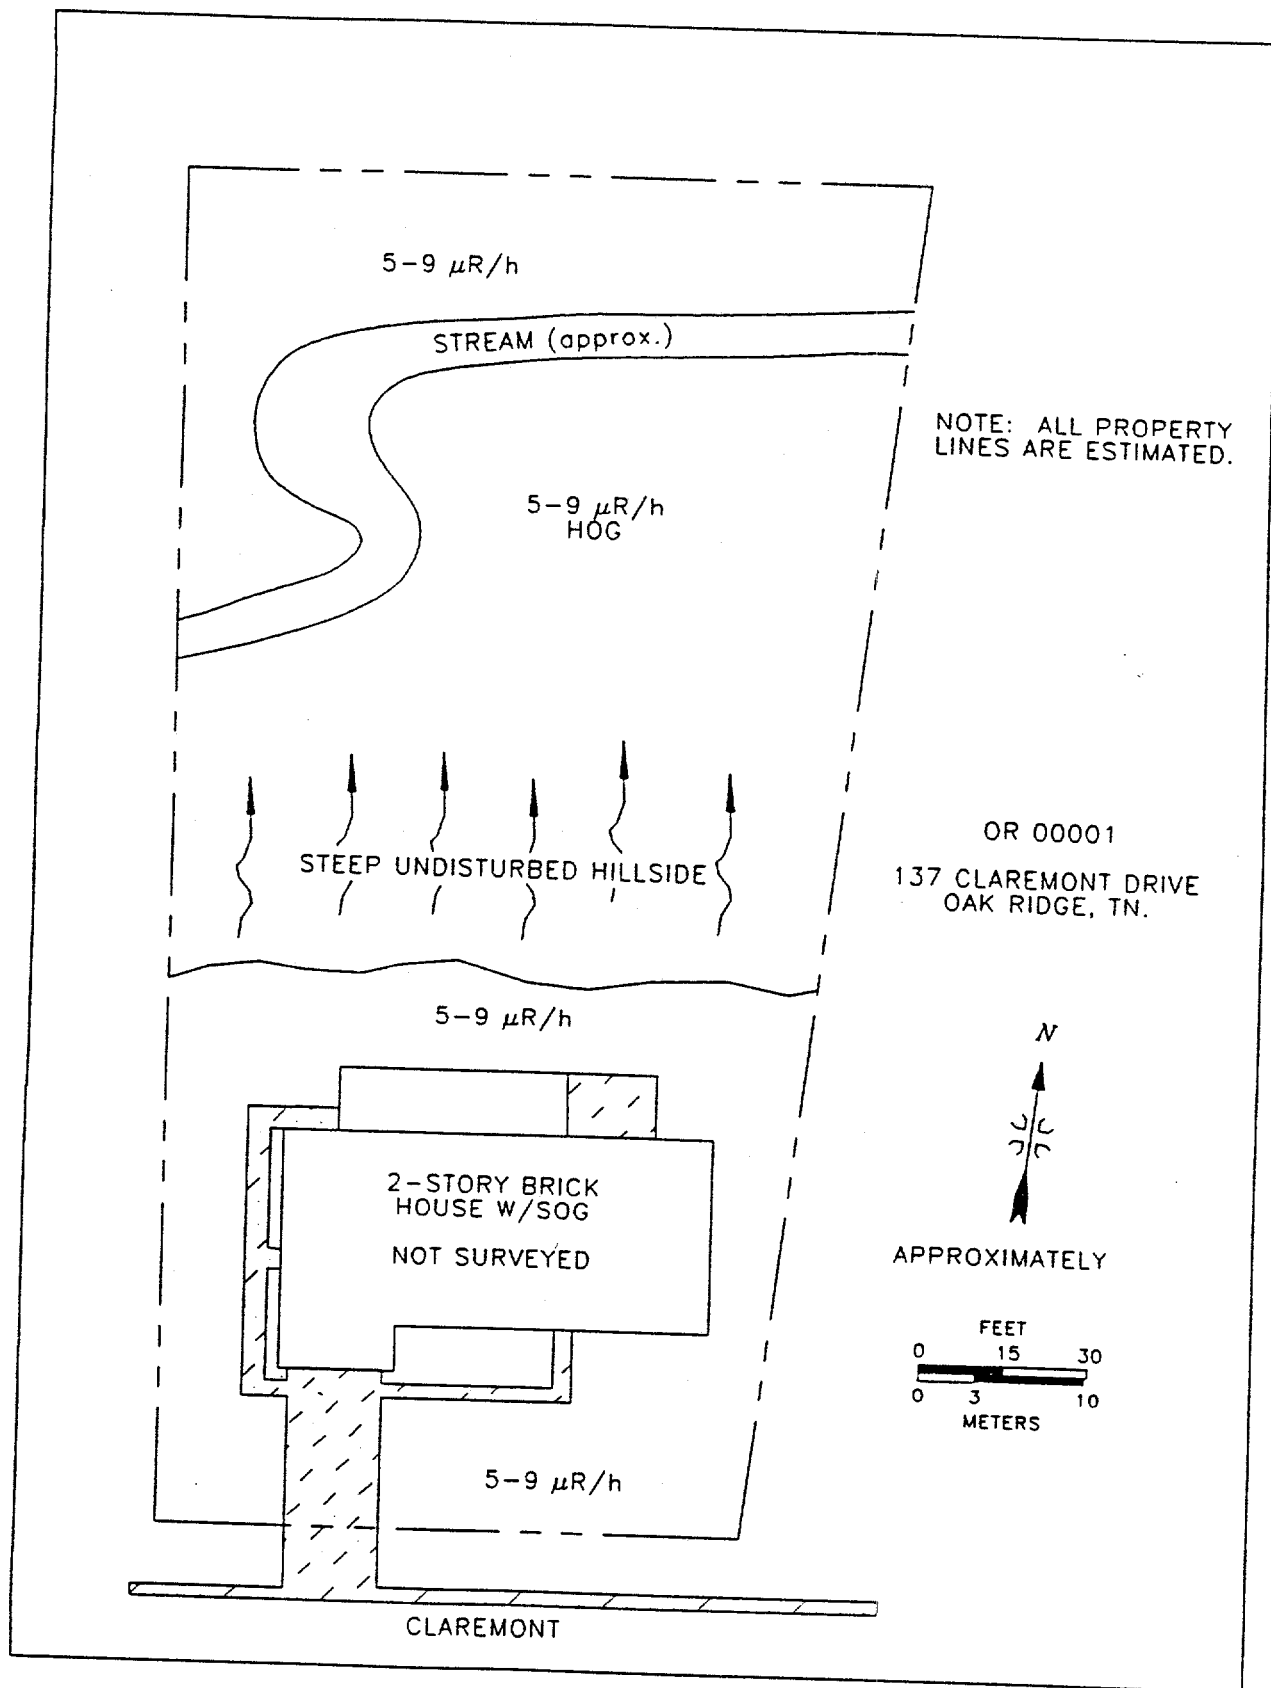 5-9 μR/h
STREAM (approx.)
NOTE: ALL PROPERTY
LINES ARE ESTIMATED.
5-9 μR/h
HOG
OR 00001
137 CLAREMONT DRIVE
OAK RIDGE, TN.
STEEP UNDISTURBED HILLSIDE
5-9 μR/h
N
APPROXIMATELY
2-STORY BRICK
HOUSE W/SOG
NOT SURVEYED
FEET
0 15 30
0 3 10
METERS
5-9 μR/h
CLAREMONT